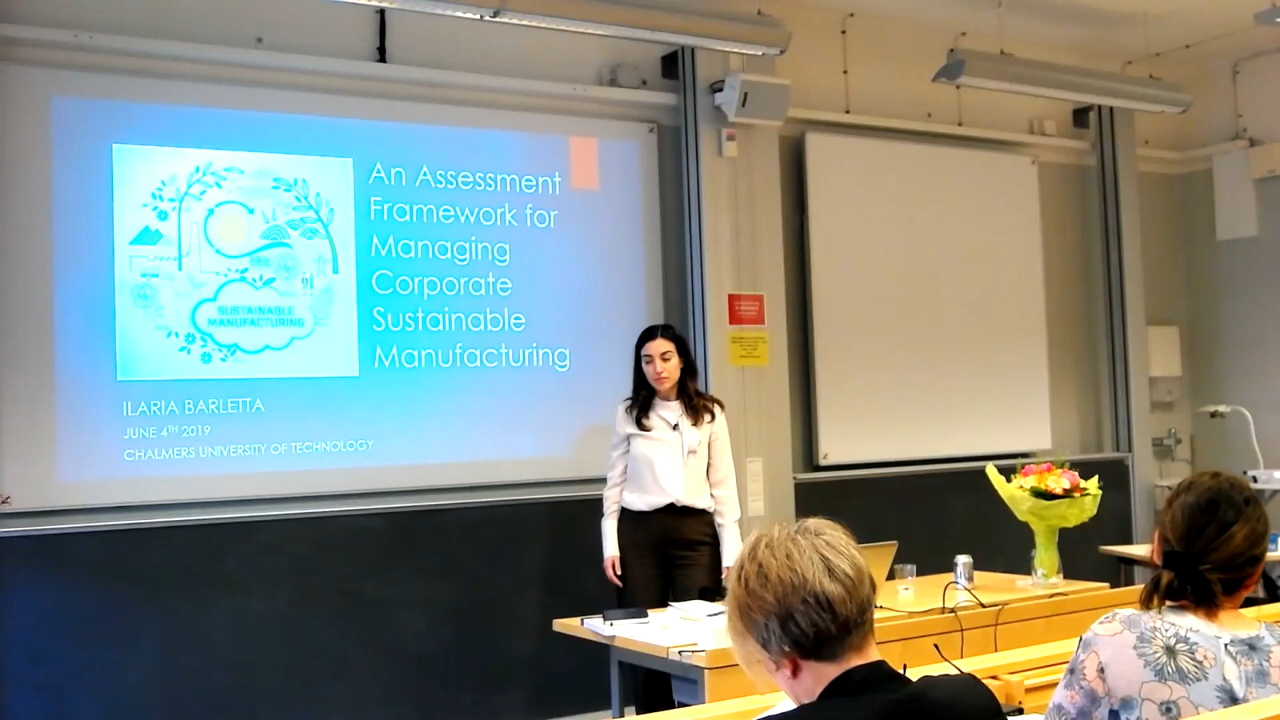 An Assessment
Framework for
Managing
Corporate
Sustainable
Manufacturing
SUSTAINABLE
MANUFACTURING
ILARIA BARLETTA
JUNE 4TH 2019
CHALMERS UNIVERSITY OF TECHNOLOGY